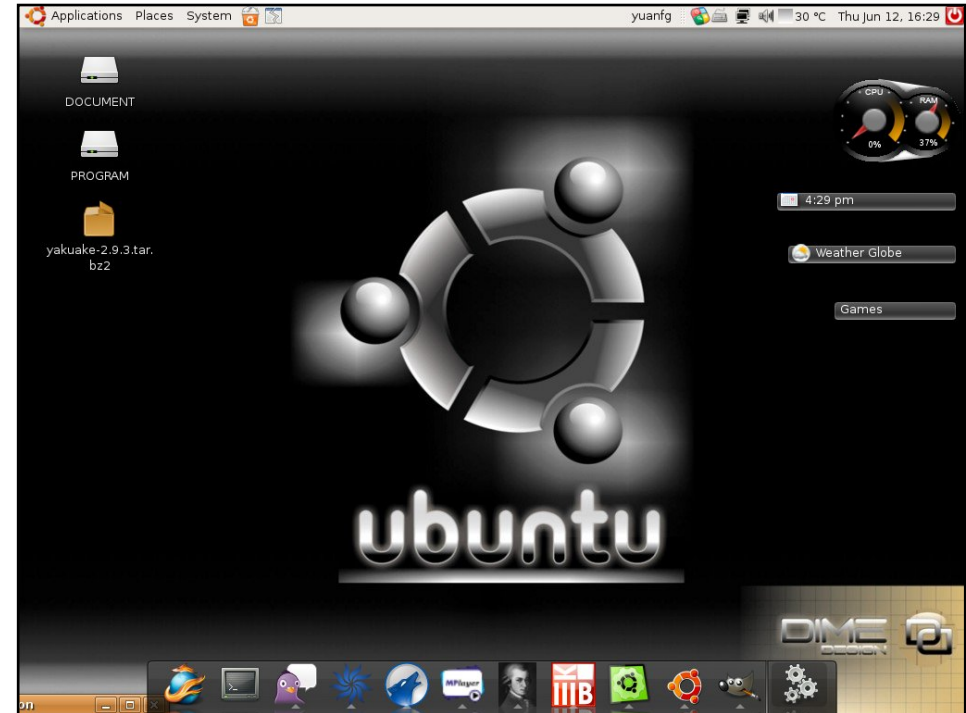 Applications Places System
yuanfg 30 °C Thu Jun 12, 16:29
DOCUMENT
PROGRAM
yakuake-2.9.3.tar.
bz2
CPU
RAM
0%
37%
4:29 pm
Weather Globe
Games
ubuntu
DIME
DESIGN
MPlayer
on